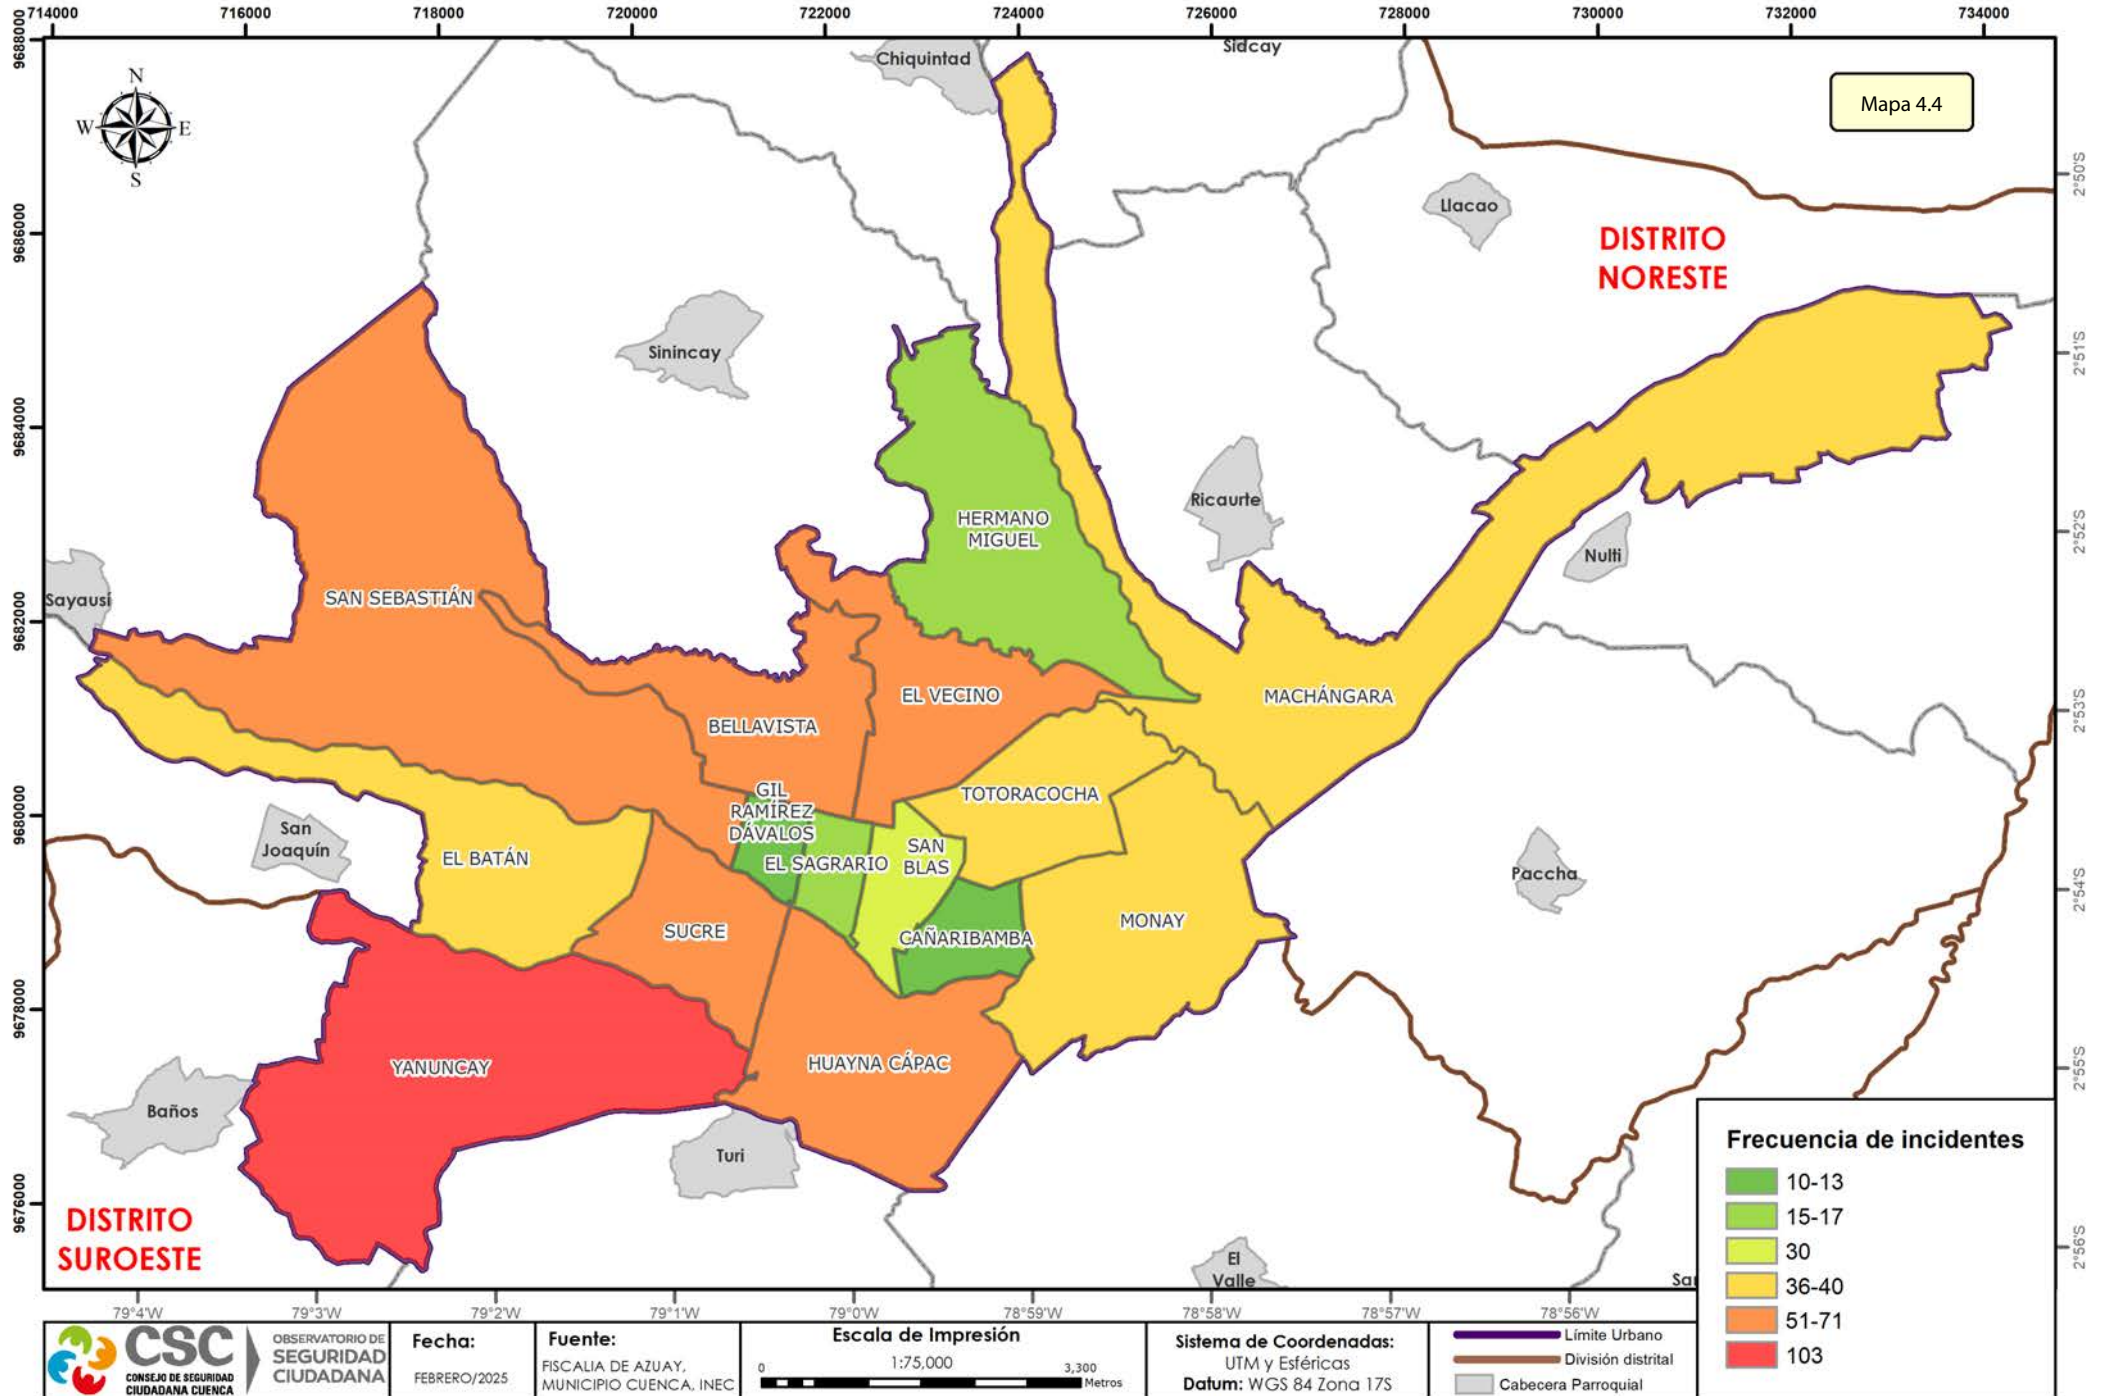 714000 716000 718000 720000 722000 724000 726000 728000 730000 732000 734000
9688000
9686000
9684000
9682000
9680000
9678000
9676000
N
W E
S
Chiquintad
Sidcay
Mapa 4.4
Llacao
DISTRITO
NORESTE
Sinincay
Ricaurte
Nulti
Sayausí
HERMANO
MIGUEL
SAN SEBASTIÁN
EL VECINO
MACHÁNGARA
BELLAVISTA
GIL
RAMÍREZ
DÁVALOS
TOTORACOCHA
San
Joaquín
EL BATÁN
EL SAGRARIO
SAN
BLAS
Paccha
SUCRE
CAÑARIBAMBA
MONAY
YANUNCAY
HUAYNA CÁPAC
Baños
Turi
DISTRITO
SUROESTE
El
Valle
2°50'S
2°51'S
2°52'S
2°53'S
2°54'S
2°55'S
2°56'S
79°4'W 79°3'W 79°2'W 79°1'W 79°0'W 78°59'W 78°58'W 78°57'W 78°56'W
Frecuencia de incidentes
10-13
15-17
30
36-40
51-71
103
CSC
CONSEJO DE SEGURIDAD
CIUDADANA CUENCA
OBSERVATORIO DE
SEGURIDAD
CIUDADANA
Fecha:
FEBRERO/2025
Fuente:
FISCALIA DE AZUAY,
MUNICIPIO CUENCA, INEC
Escala de Impresión
1:75,000
0 3,300
Metros
Sistema de Coordenadas:
UTM y Esféricas
Datum: WGS 84 Zona 17S
Límite Urbano
División distrital
Cabecera Parroquial